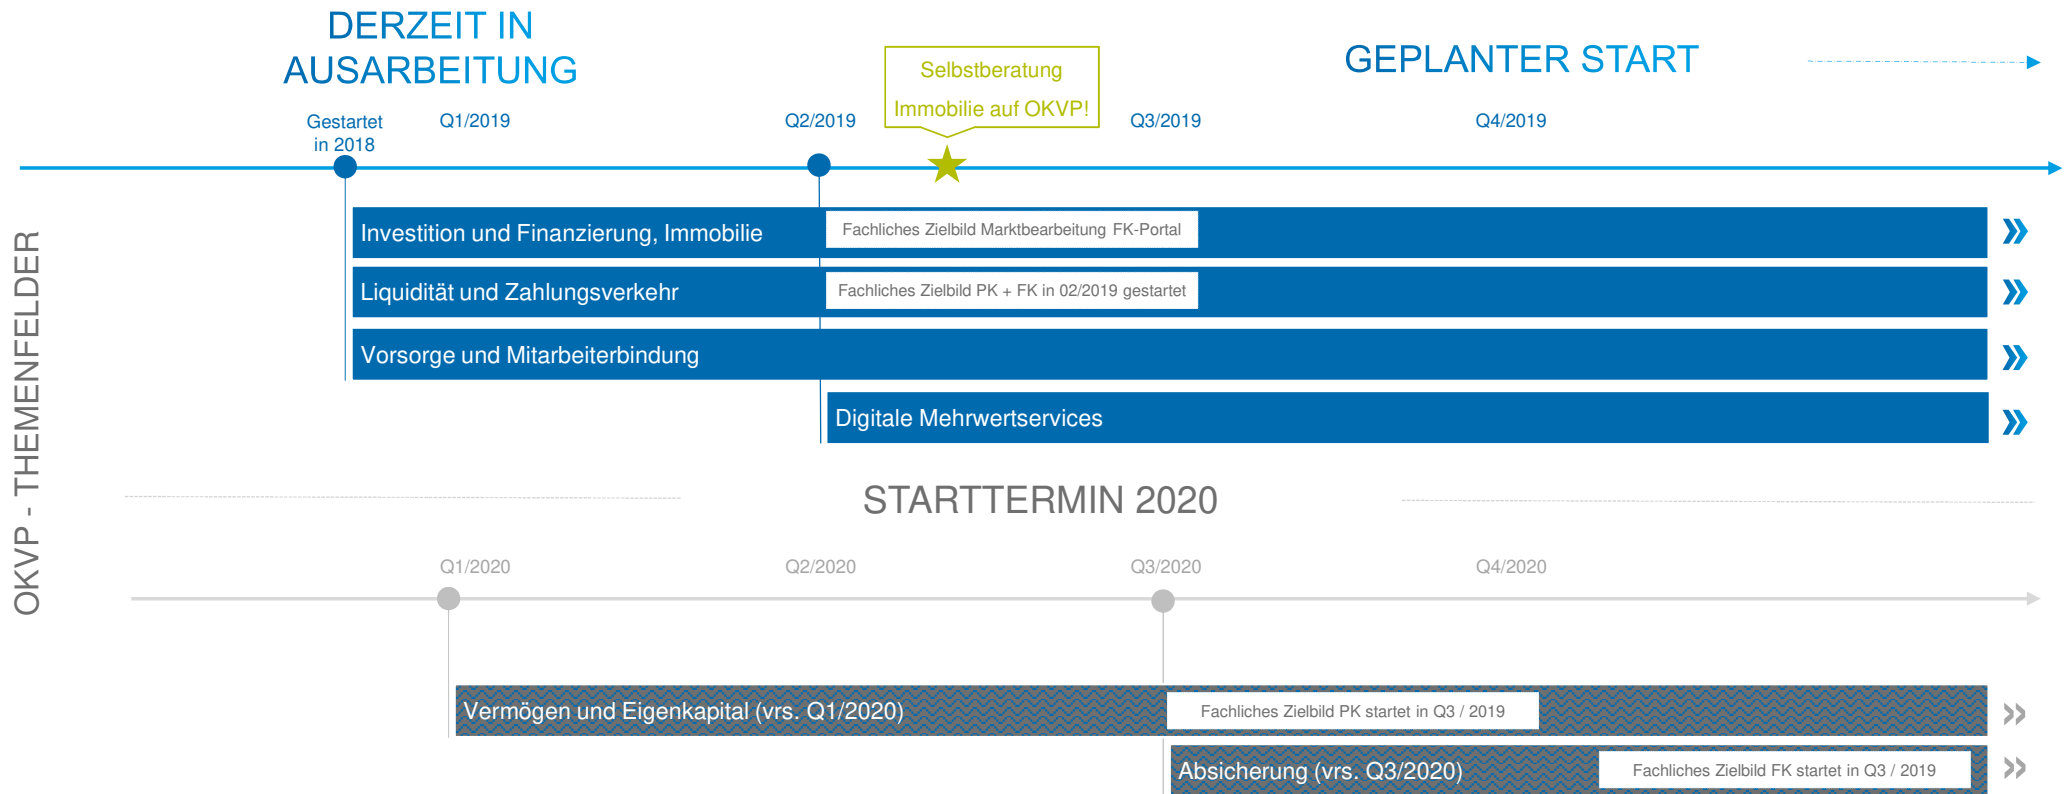 DERZEIT IN
AUSARBEITUNG
Selbstberatung
Immobilie auf OKVP!
GEPLANTER START
Gestartet
in 2018
Q1/2019
Q2/2019
Q3/2019
Q4/2019
OKVP - THEMENFELDER
Investition und Finanzierung, Immobilie
Fachliches Zielbild Marktbearbeitung FK-Portal
Liquidität und Zahlungsverkehr
Fachliches Zielbild PK + FK in 02/2019 gestartet
Vorsorge und Mitarbeiterbindung
Digitale Mehrwertservices
STARTTERMIN 2020
Q1/2020
Q2/2020
Q3/2020
Q4/2020
Vermögen und Eigenkapital (vrs. Q1/2020)
Fachliches Zielbild PK startet in Q3 / 2019
Absicherung (vrs. Q3/2020)
Fachliches Zielbild FK startet in Q3 / 2019